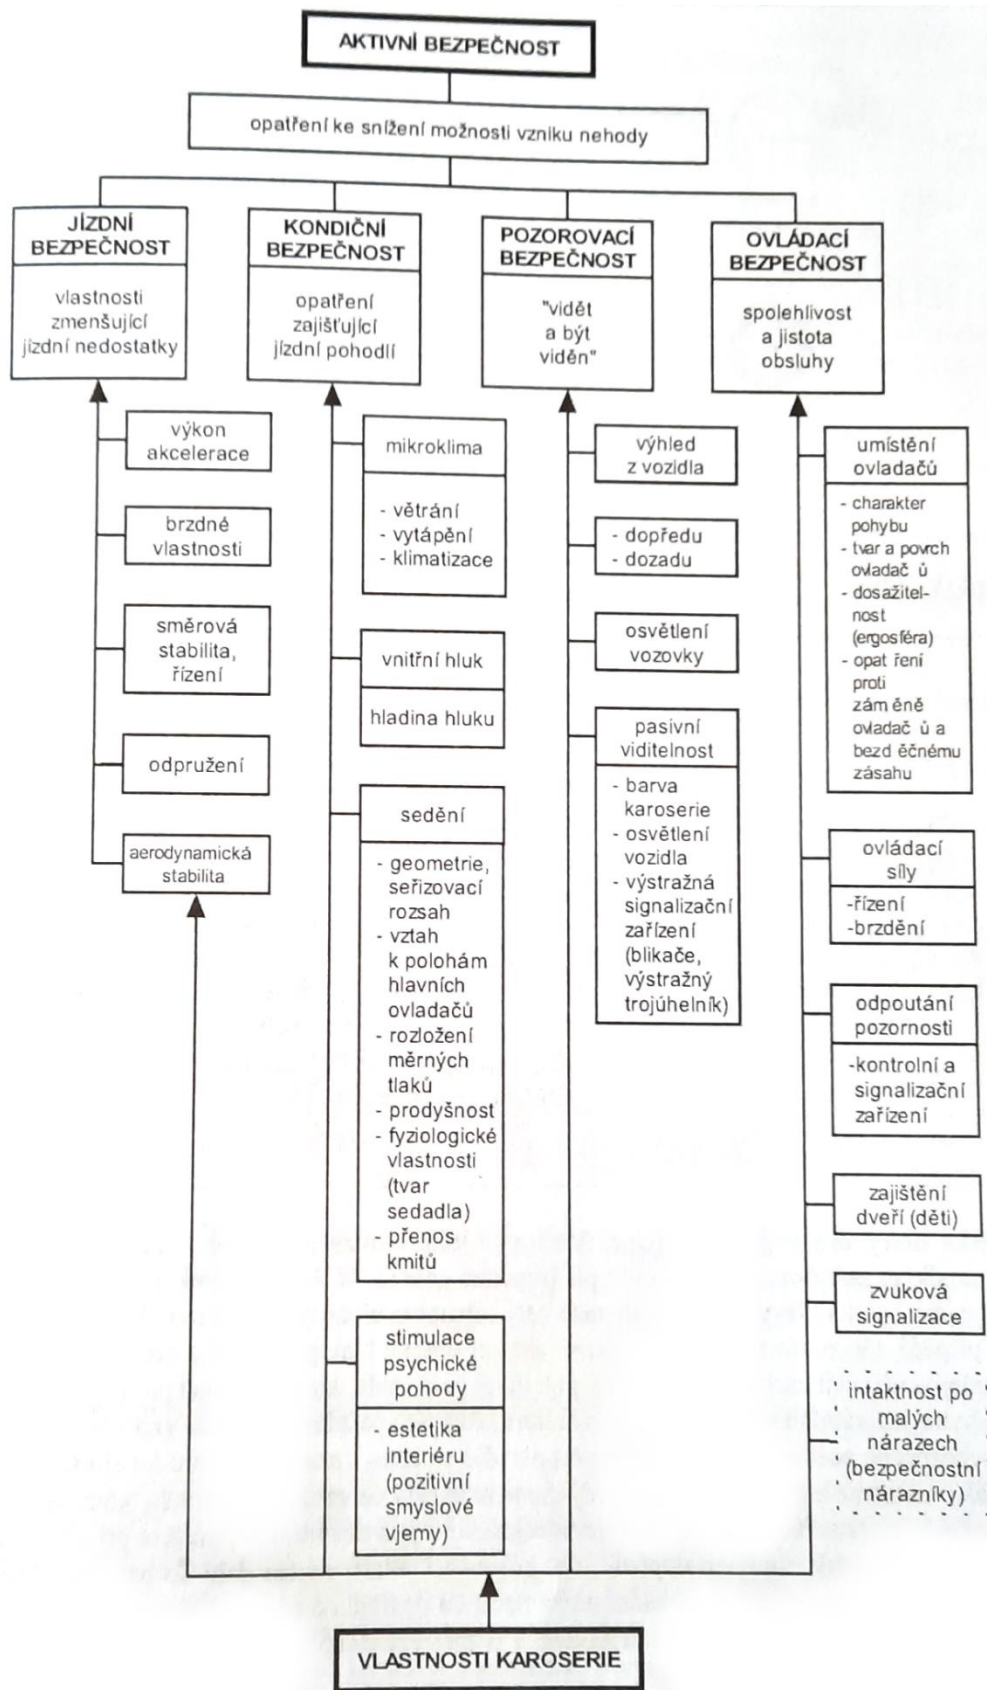 AKTIVNÍ BEZPEČNOST
opatření ke snížení možnosti vzniku nehody
JÍZDNÍ
BEZPEČNOST
vlastnosti
zmenšující
jízdní nedostatky
výkon
akcelerace
brzdné
vlastnosti
směrová
stabilita,
řízení
odpružení
aerodynamická
stabilita
KONDIČNÍ
BEZPEČNOST
opatření
zajišťující
jízdní pohodlí
mikroklima
- větrání
- vytápění
- klimatizace
vnitřní hluk
hladina hluku
sedění
- geometrie,
seřizovací
rozsah
- vztah
k polohám
hlavních
ovladačů
- rozložení
měrných
tlaků
- prodyšnost
- fyziologické
vlastnosti
(tvar
sedadla)
- přenos
kmitů
stimulace
psychické
pohody
- estetika
interiéru
(pozitivní
smyslové
vjemy)
POZOROVACÍ
BEZPEČNOST
"vidět
a být
viděn"
výhled
z vozidla
- dopředu
- dozadu
osvětlení
vozovky
pasivní
viditelnost
- barva
karoserie
- osvětlení
vozidla
- výstražná
signalizační
zařízení
(blikače,
výstražný
trojúhelník)
OVLÁDACÍ
BEZPEČNOST
spolehlivost
a jistota
obsluhy
umístění
ovladačů
- charakter
pohybu
- tvar a povrch
ovladač ů
- dosažitel-
nost
(ergosféra)
- opat ření
proti
zám ěně
ovladač ů a
bezd ěčnému
zásahu
ovládací
síly
-řízení
-brzdění
odpoutání
pozornosti
-kontrolní a
signalizační
zařízení
zajištění
dveří (děti)
zvuková
signalizace
intaktnost po
malých
nárazech
(bezpečnostní
nárazníky)
VLASTNOSTI KAROSERIE